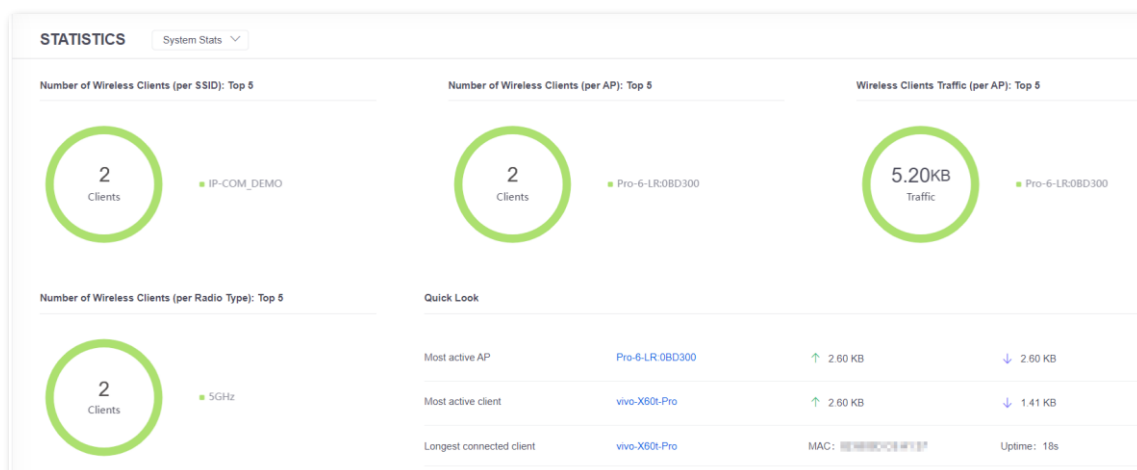 STATISTICS System Stats
Number of Wireless Clients (per SSID): Top 5
2
Clients
IP-COM_DEMO
Number of Wireless Clients (per AP): Top 5
2
Clients
Pro-6-LR:0BD300
Wireless Clients Traffic (per AP): Top 5
5.20KB
Traffic
Pro-6-LR:0BD300
Number of Wireless Clients (per Radio Type): Top 5
2
Clients
5GHz
Quick Look
Most active AP Pro-6-LR:0BD300 ↑ 2.60 KB ↓ 2.60 KB
Most active client vivo-X60t-Pro ↑ 2.60 KB ↓ 1.41 KB
Longest connected client vivo-X60t-Pro MAC: Uptime: 18s